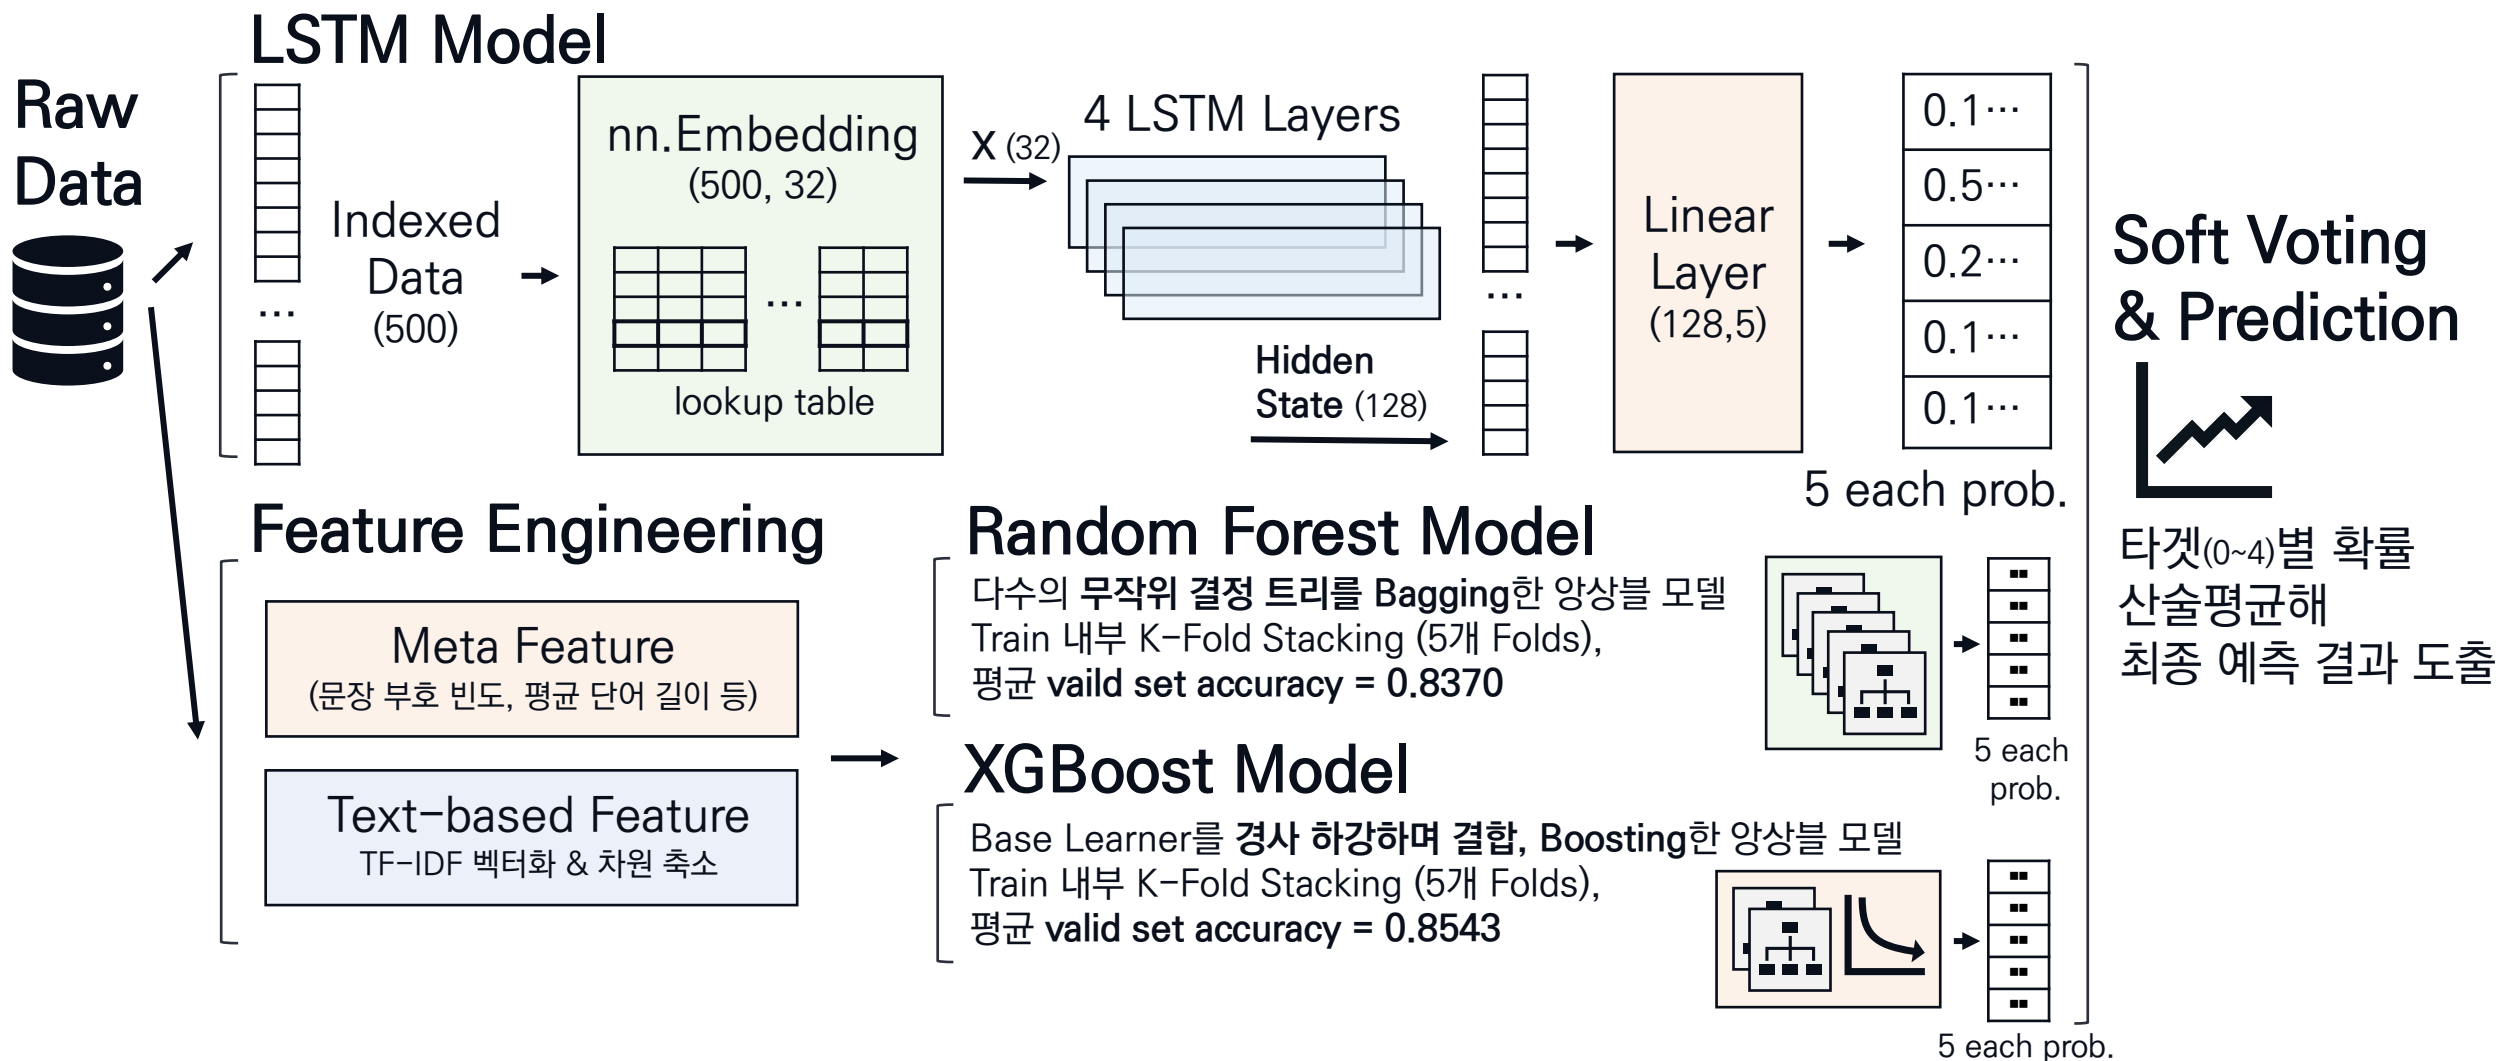 LSTM Model
Raw
Data
Indexed
Data
(500)
...
nn.Embedding
(500, 32)
...
lookup table
X (32)
4 LSTM Layers
Hidden
State (128)
...
Linear
Layer
(128,5)
0.1···
0.5···
0.2···
0.1···
0.1···
5 each prob.
Feature Engineering
Meta Feature
(문장 부호 빈도, 평균 단어 길이 등)
Text-based Feature
TF-IDF 벡터화 & 차원 축소
Random Forest Model
다수의 무작위 결정 트리를 Bagging한 앙상블 모델
Train 내부 K-Fold Stacking (5개 Folds),
평균 vaild set accuracy = 0.8370
5 each
prob.
XGBoost Model
Base Learner를 경사 하강하며 결합, Boosting한 앙상블 모델
Train 내부 K-Fold Stacking (5개 Folds),
평균 valid set accuracy = 0.8543
5 each prob.
Soft Voting
& Prediction
타겟(0~4)별 확률
산술평균해
최종 예측 결과 도출